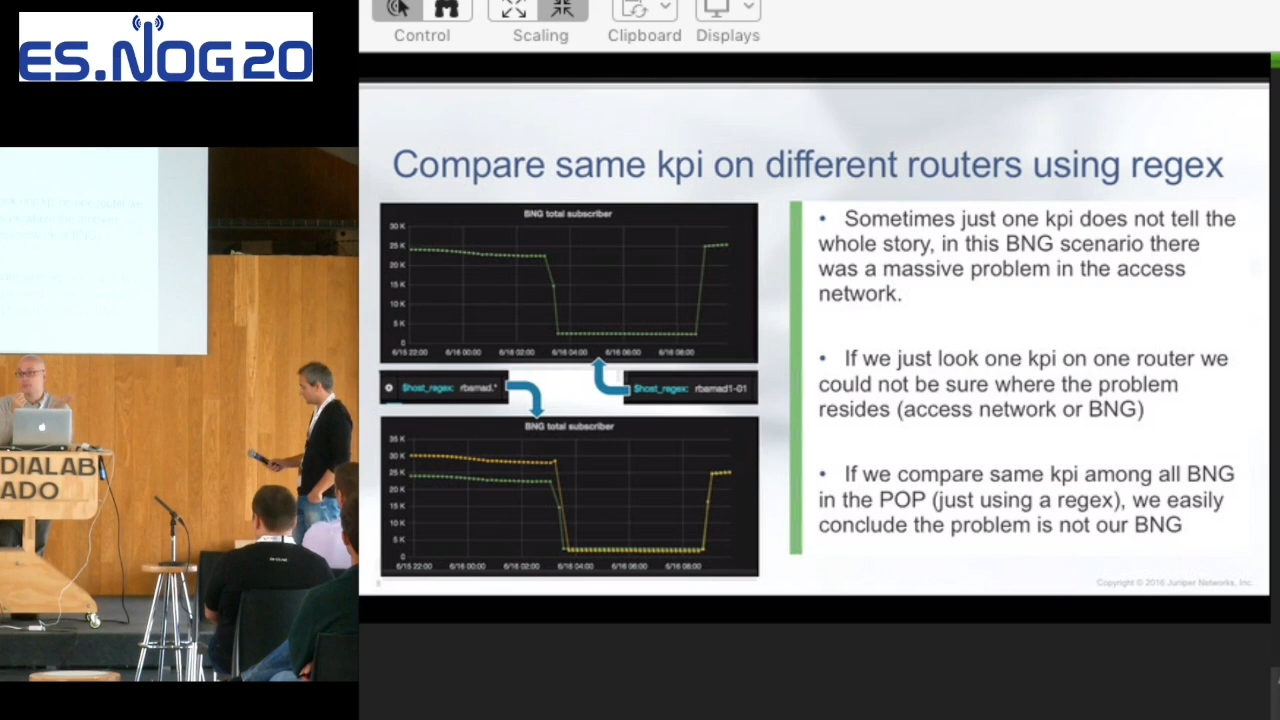 ES.NOG20
Control
Scaling
Clipboard
Displays
Compare same kpi on different routers using regex
BNG total subscriber
30 K
25 K
20 K
15 K
10 K
5 K
0
6/15 22:00 6/16 00:00 6/16 02:00 6/16 04:00 6/16 06:00 6/16 08:00
$host_regex: rbamad.*
$host_regex: rbamad1-01
BNG total subscriber
35 K
30 K
25 K
20 K
15 K
10 K
5 K
0
6/15 22:00 6/16 00:00 6/16 02:00 6/16 04:00 6/16 06:00 6/16 08:00
• Sometimes just one kpi does not tell the
whole story, in this BNG scenario there
was a massive problem in the access
network.
• If we just look one kpi on one router we
could not be sure where the problem
resides (access network or BNG)
• If we compare same kpi among all BNG
in the POP (just using a regex), we easily
conclude the problem is not our BNG
Copyright © 2016 Juniper Networks, Inc.
DIALAB
ADO